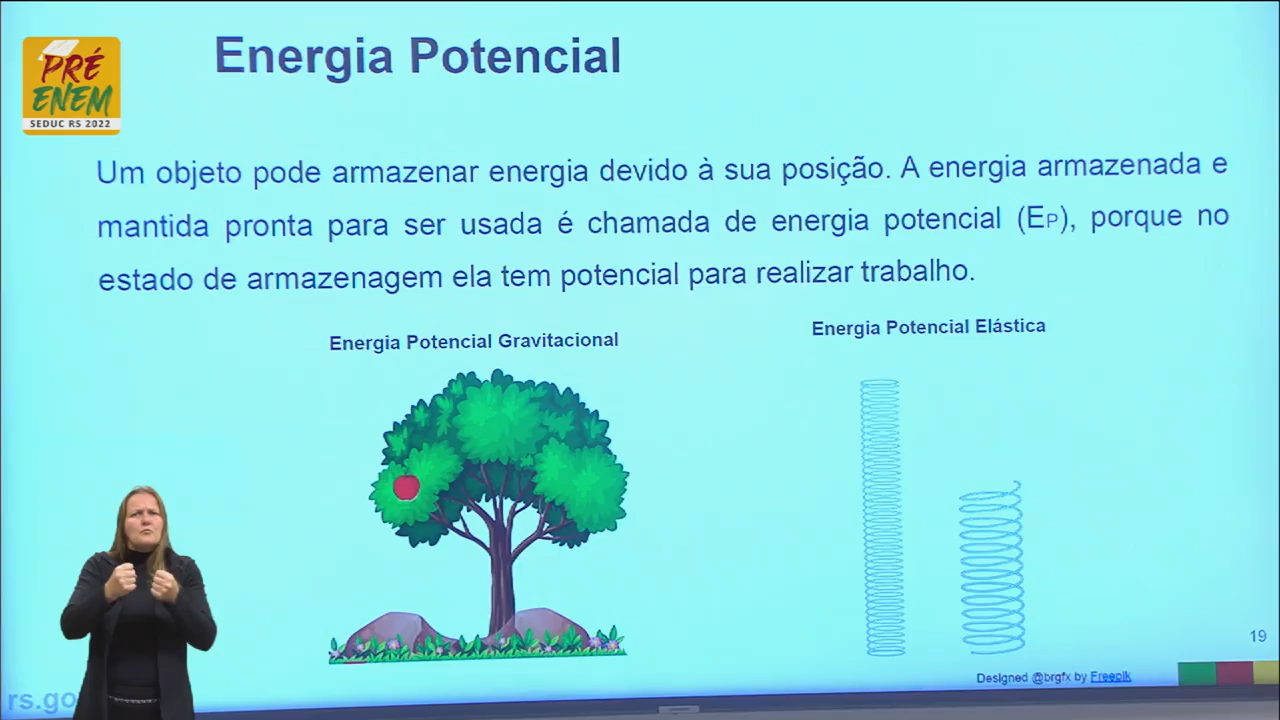 Energia Potencial
PRÉ
ENEM
SEDUC RS 2022
Um objeto pode armazenar energia devido à sua posição. A energia armazenada e
mantida pronta para ser usada é chamada de energia potencial (EP), porque no
estado de armazenagem ela tem potencial para realizar trabalho.
Energia Potencial Gravitacional
Energia Potencial Elástica
19
Designed @brgfx by Freepik
rs.go